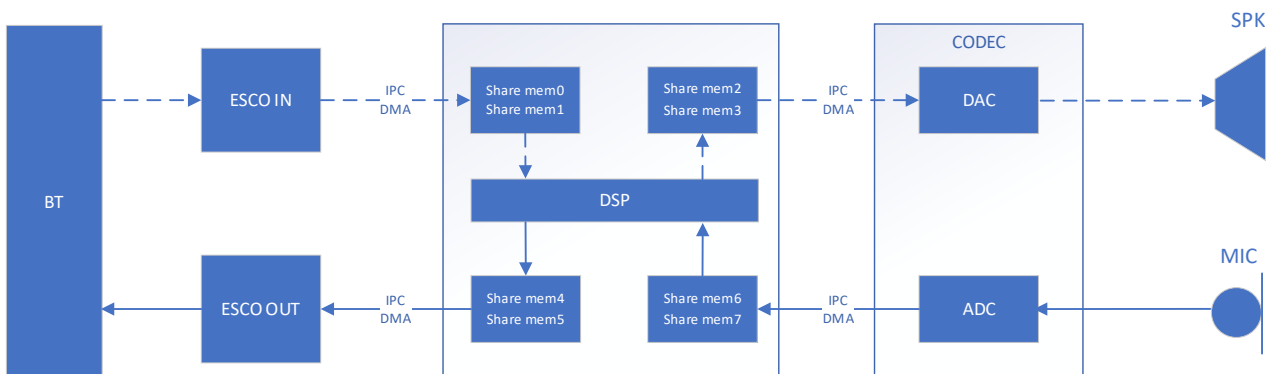 SPK
CODEC
ESCO IN
IPC
DMA
Share mem0
Share mem1
Share mem2
Share mem3
IPC
DMA
DAC
BT
DSP
MIC
ESCO OUT
IPC
DMA
Share mem4
Share mem5
Share mem6
Share mem7
IPC
DMA
ADC